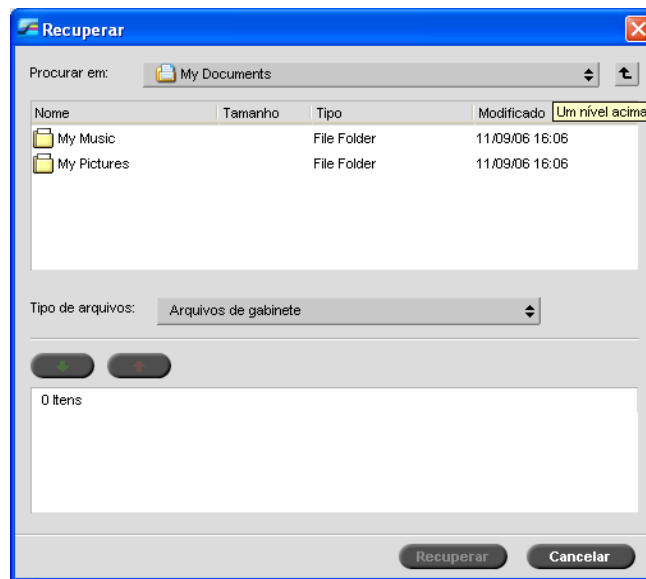 Recuperar
Procurar em: My Documents
Nome Tamanho Tipo Modificado Um nível acima
My Music File Folder 11/09/06 16:06
My Pictures File Folder 11/09/06 16:06
Tipo de arquivos: Arquivos de gabinete
0 Itens
Recuperar Cancelar